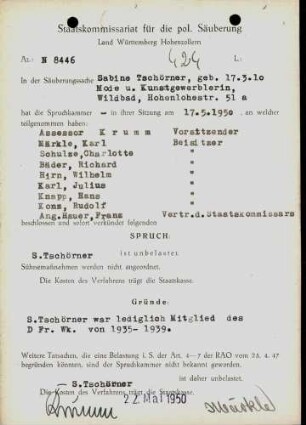 Staatskommissariat für die pol. Säuberung
Land Württemberg Hohenzollern
Az.: N 8446
In der Säuberungssache Sabine Tschörner, geb. 17.3.10
Mode u. Kunstgewerblerin,
Wildbad, Hohenlohestr. 51 a
hat die Spruchkammer — in ihrer Sitzung am 17.5.1950 , an welcher
teilgenommen haben:
Assessor Krumm Vorsitzender
Märkle, Karl Beisitzer
Schulze,Charlotte
Bäder, Richard
Hirn, Wilhelm
Karl, Julius
Knapp, Hans
Kons, Rudolf
Ang.Hauer,Franz Vertr.d.Staatskommissars
beschlossen und sofort verkündet folgenden
SPRUCH:
S.Tschörner
ist unbelastet.
Sühnemaßnahmen werden nicht angeordnet.
Die Kosten des Verfahrens trägt die Staatskasse.
Gründe:
S.Tschörner war lediglich Mitglied des
D Fr. Wk. von 1935- 1939.
Weitere Tatsachen, die eine Belastung i. S. der Art. 4—7 der RAO vom 25. 4. 47
begründen könnten, sind der Spruchkammer nicht bekannt geworden.
S.Tschörner ist daher unbelastet.
Die Kosten des Verfahrens trägt die Staatskasse.
22 Mai 1950
Krumm Märkle